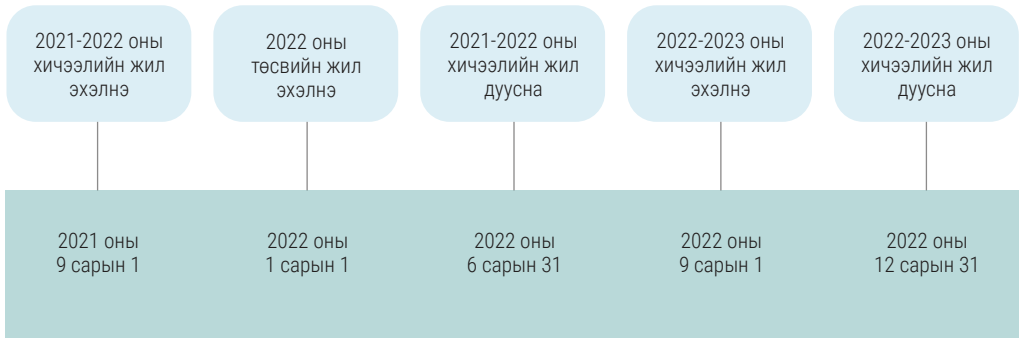 2021-2022 оны
хичээлийн жил
эхэлнэ
2022 оны
төсвийн жил
эхэлнэ
2021-2022 оны
хичээлийн жил
дуусна
2022-2023 оны
хичээлийн жил
эхэлнэ
2022-2023 оны
хичээлийн жил
дуусна
2021 оны
9 сарын 1
2022 оны
1 сарын 1
2022 оны
6 сарын 31
2022 оны
9 сарын 1
2022 оны
12 сарын 31